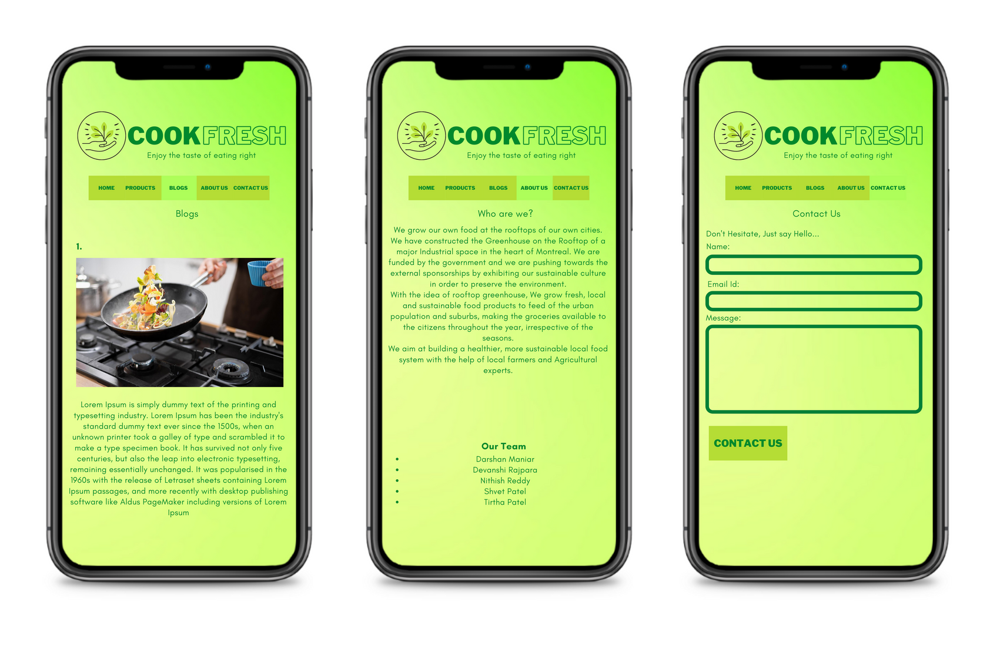 COOK FRESH
Enjoy the taste of eating right
HOME PRODUCTS BLOGS ABOUT US CONTACT US
Blogs
1.
Lorem Ipsum is simply dummy text of the printing and
typesetting industry. Lorem Ipsum has been the industry's
standard dummy text ever since the 1500s, when an
unknown printer took a galley of type and scrambled it to
make a type specimen book. It has survived not only five
centuries, but also the leap into electronic typesetting,
remaining essentially unchanged. It was popularised in the
1960s with the release of Letraset sheets containing Lorem
Ipsum passages, and more recently with desktop publishing
software like Aldus PageMaker including versions of Lorem
Ipsum
COOK FRESH
Enjoy the taste of eating right
HOME PRODUCTS BLOGS ABOUT US CONTACT US
Who are we?
We grow our own food at the rooftops of our own cities.
We have constructed the Greenhouse on the Rooftop of a
major Industrial space in the heart of Montreal. We are
funded by the government and we are pushing towards the
external sponsorships by exhibiting our sustainable culture
in order to preserve the environment.
With the idea of rooftop greenhouse, We grow fresh, local
and sustainable food products to feed of the urban
population and suburbs, making the groceries available to
the citizens throughout the year, irrespective of the
seasons.
We aim at building a healthier, more sustainable local food
system with the help of local farmers and Agricultural
experts.
Our Team
• Darshan Maniar
• Devanshi Rajpara
• Nithish Reddy
• Shvet Patel
• Tirtha Patel
COOK FRESH
Enjoy the taste of eating right
HOME PRODUCTS BLOGS ABOUT US CONTACT US
Contact Us
Don't Hesitate, Just say Hello...
Name:
Email Id:
Message:
CONTACT US